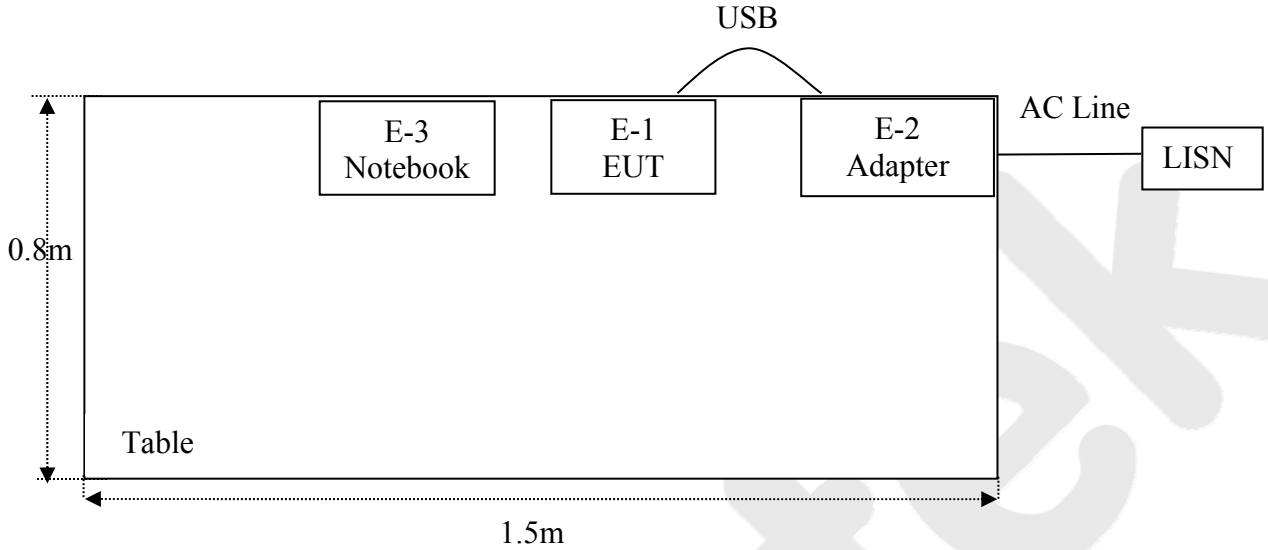 USB
E-3
Notebook
E-1
EUT
E-2
Adapter
AC Line
LISN
0.8m
Table
1.5m